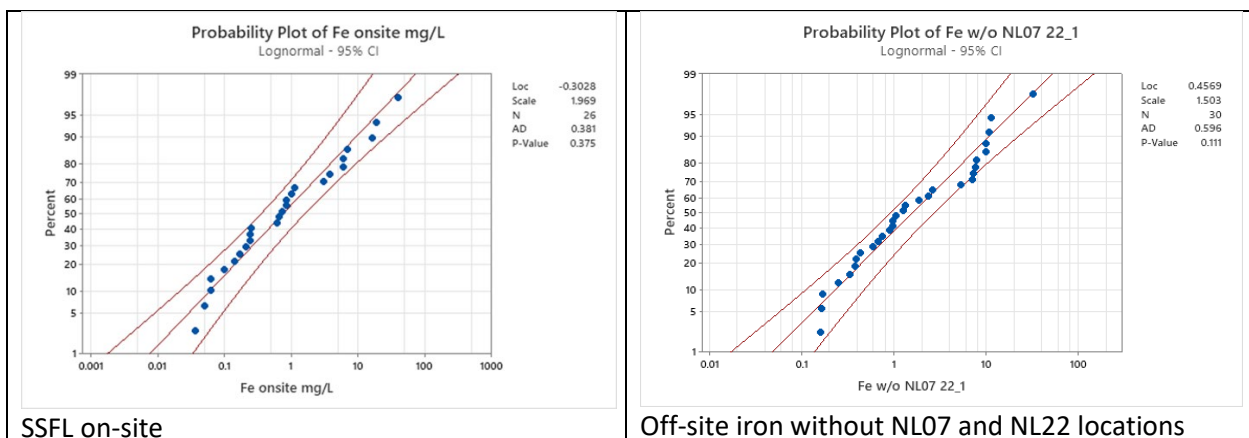 Probability Plot of Fe onsite mg/L
Lognormal - 95% CI
99
95
90
80
70
60
50
40
30
20
10
5
1
Percent
0.001 0.01 0.1 1 10 100 1000
Fe onsite mg/L
Loc -0.3028
Scale 1.969
N 26
AD 0.381
P-Value 0.375
SSFL on-site
Probability Plot of Fe w/o NL07 22_1
Lognormal - 95% CI
99
95
90
80
70
60
50
40
30
20
10
5
1
Percent
0.01 0.1 1 10 100
Fe w/o NL07 22_1
Loc 0.4569
Scale 1.503
N 30
AD 0.596
P-Value 0.111
Off-site iron without NL07 and NL22 locations